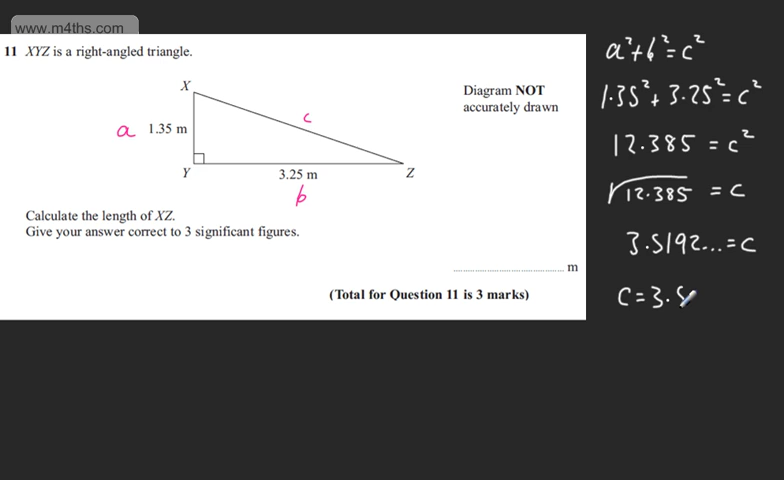 www.m4ths.com
11 XYZ is a right-angled triangle.
X
Diagram NOT
accurately drawn
a 1.35 m
c
Y
3.25 m
Z
b
Calculate the length of XZ.
Give your answer correct to 3 significant figures.
........................................ m
(Total for Question 11 is 3 marks)
a²+b²=c²
1.35²+3.25²=c²
12.385=c²
√12.385=c
3.5192...=c
c=3.5